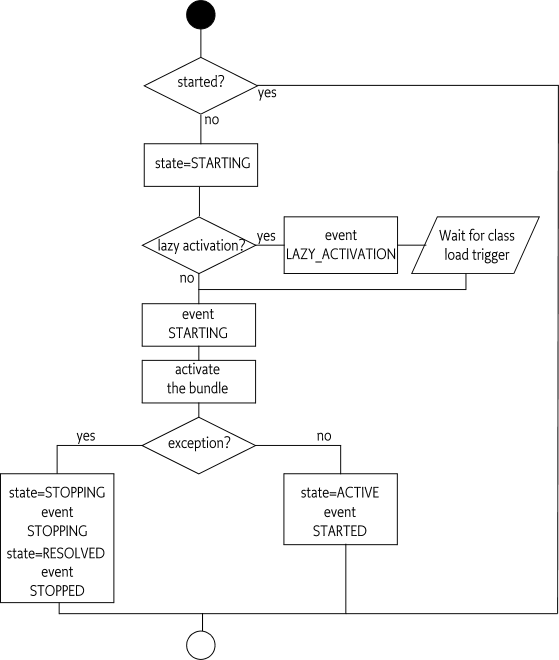 started?
yes
no
state=STARTING
lazy activation?
yes
event
LAZY_ACTIVATION
Wait for class
load trigger
no
event
STARTING
activate
the bundle
exception?
yes
no
state=STOPPING
event
STOPPING
state=RESOLVED
event
STOPPED
state=ACTIVE
event
STARTED